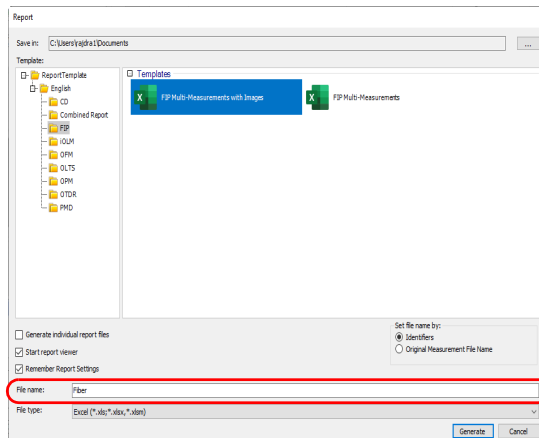 Report
Save in: C:\Users\rajdra1\Documents ...
Template:
ReportTemplate
English
CD
Combined Report
FIP
iOLM
OFM
OLTS
OPM
OTDR
PMD
Templates
FIP Multi-Measurements with Images
FIP Multi-Measurements
Generate individual report files
Start report viewer
Remember Report Settings
Set file name by:
Identifiers
Original Measurement File Name
File name: Fiber
File type: Excel (*.xls;*.xlsx,*.xlsm)
Generate Cancel